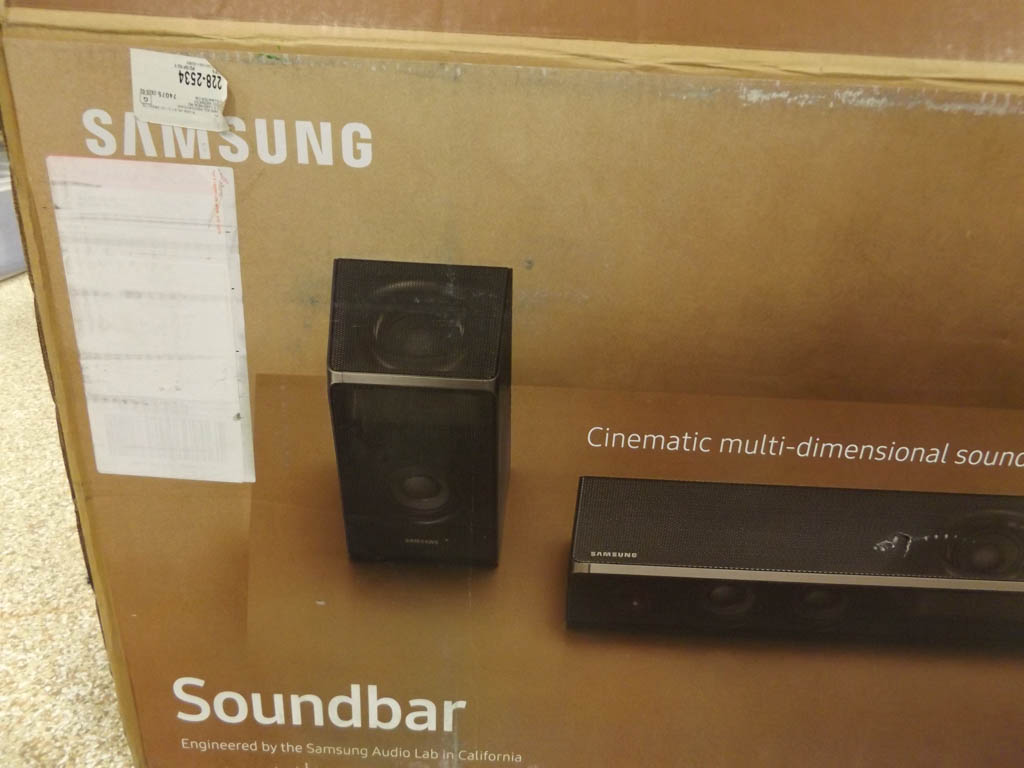 228-2534
SAMSUNG
Cinematic multi-dimensional sound
SAMSUNG
SAMSUNG
Soundbar
Engineered by the Samsung Audio Lab in California